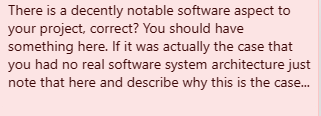 There is a decently notable software aspect to
your project, correct? You should have
something here. If it was actually the case that
you had no real software system architecture just
note that here and describe why this is the case...